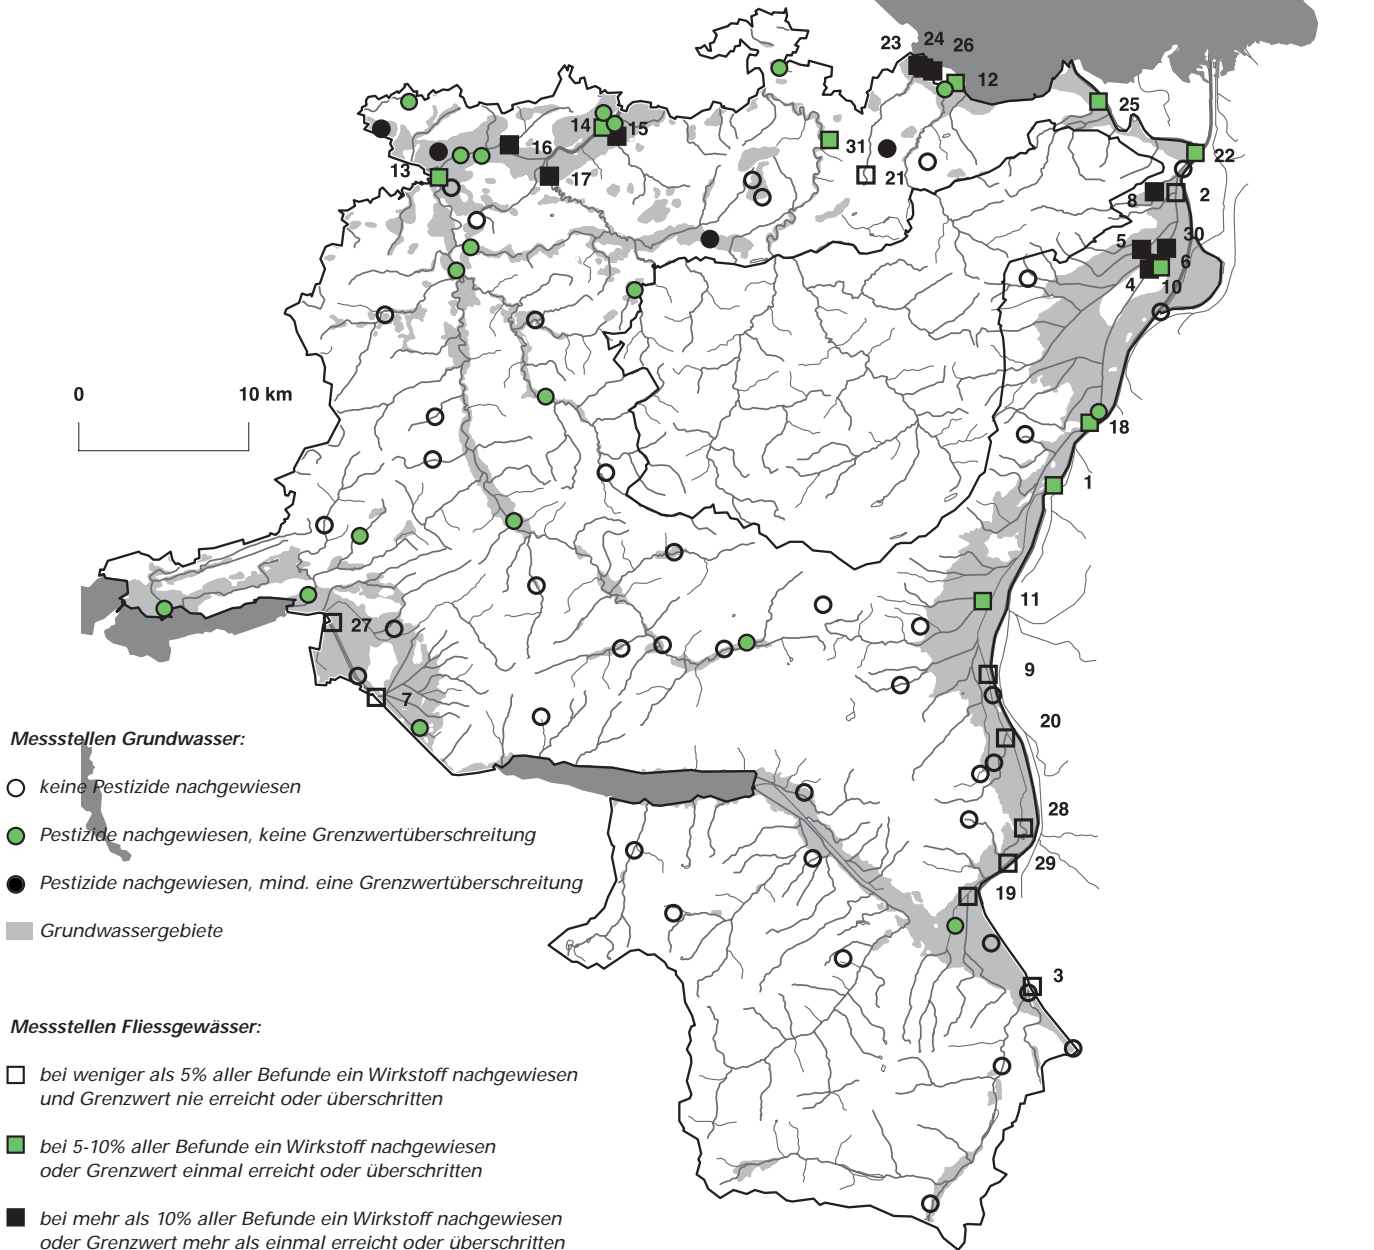 23 24 26
12
25
14 15
16
31
22
13
17
21
8 2
5 30
6
4 10
0 10 km
18
1
11
27
9
7
20
28
29
19
3
Messstellen Grundwasser:
keine Pestizide nachgewiesen
Pestizide nachgewiesen, keine Grenzwertüberschreitung
Pestizide nachgewiesen, mind. eine Grenzwertüberschreitung
Grundwassergebiete
Messstellen Fliessgewässer:
bei weniger als 5% aller Befunde ein Wirkstoff nachgewiesen
und Grenzwert nie erreicht oder überschritten
bei 5-10% aller Befunde ein Wirkstoff nachgewiesen
oder Grenzwert einmal erreicht oder überschritten
bei mehr als 10% aller Befunde ein Wirkstoff nachgewiesen
oder Grenzwert mehr als einmal erreicht oder überschritten